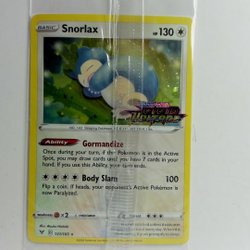 BASIC
Snorlax
HP 130
Ability Gormandize
Once during your turn, if this Pokémon is in the Active
Spot, you may draw cards until you have 7 cards in your
hand. If you use this Ability, your turn ends.
Body Slam 100
Flip a coin. If heads, your opponent's Active Pokémon
is now Paralyzed.
×2